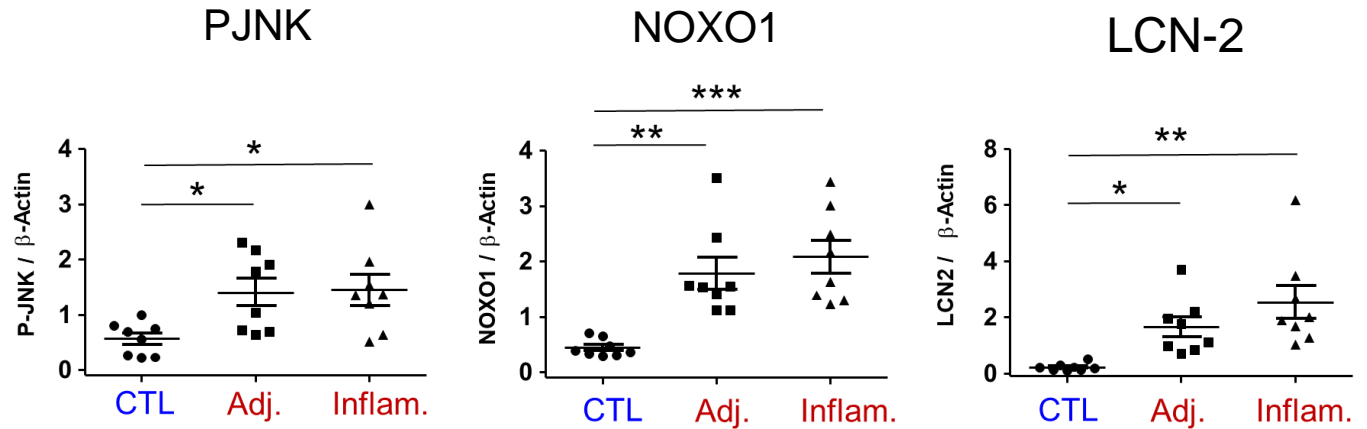 PJNK
NOXO1
LCN-2
P-JNK / β-Actin
4
3
2
1
0
*
*
CTL
Adj.
Inflam.
NOXO1 / β-Actin
4
3
2
1
0
***
**
CTL
Adj.
Inflam.
LCN2 / β-Actin
8
6
4
2
0
**
*
CTL
Adj.
Inflam.